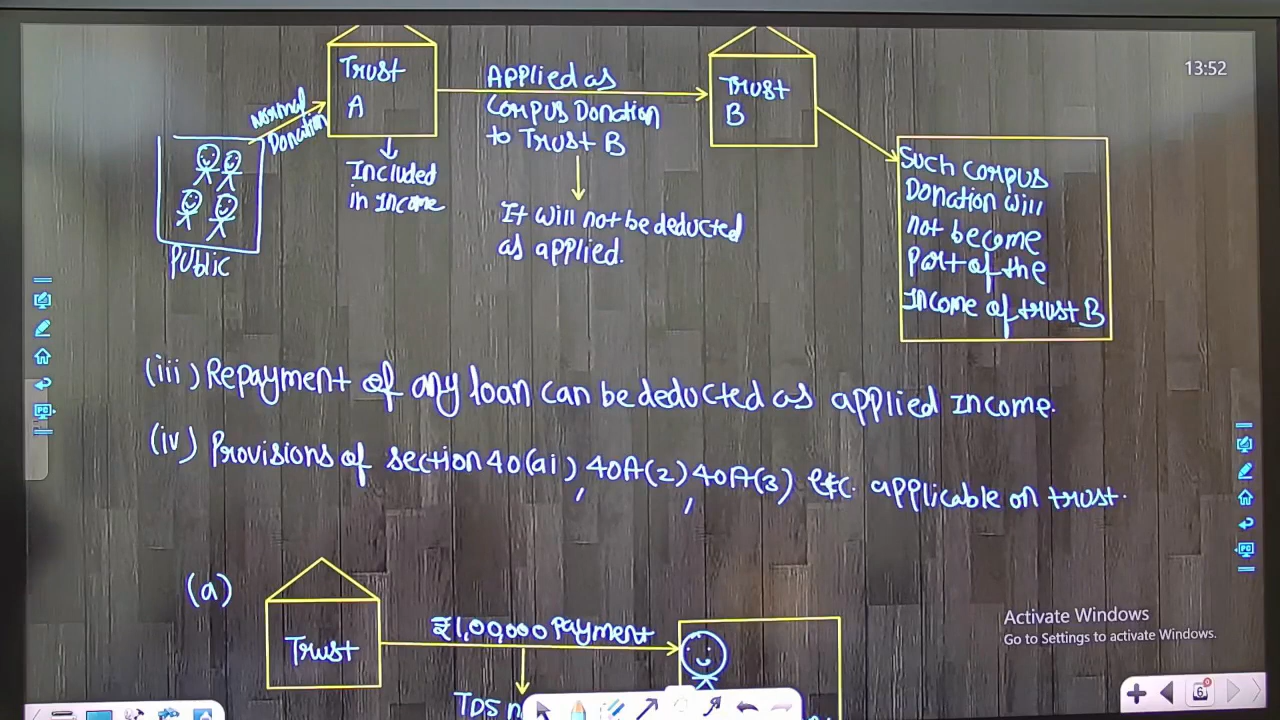 13:52
Trust
A
Normal
Donation
Applied as
Corpus Donation
to Trust B
Trust
B
Included
in Income
It will not be deducted
as applied.
Such corpus
Donation will
not become
Part of the
Income of trust B
Public
(iii) Repayment of any loan can be deducted as applied Income.
(iv) Provisions of section 40(ai), 40A(2), 40A(3) etc. applicable on trust.
(a)
Trust
₹1,00,000 Payment
TDS
Activate Windows
Go to Settings to activate Windows.
6